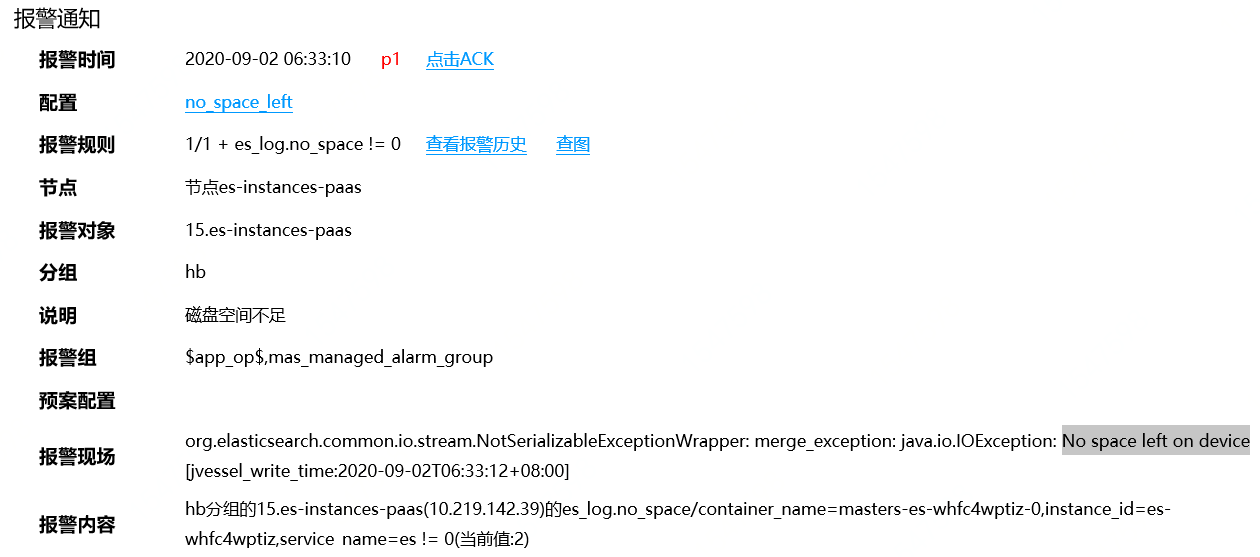 报警通知
报警时间 2020-09-02 06:33:10 p1 点击ACK
配置 no_space_left
报警规则 1/1 + es_log.no_space != 0 查看报警历史 查图
节点 节点es-instances-paas
报警对象 15.es-instances-paas
分组 hb
说明 磁盘空间不足
报警组 $app_op$,mas_managed_alarm_group
预案配置
报警现场 org.elasticsearch.common.io.stream.NotSerializableExceptionWrapper: merge_exception: java.io.IOException: No space left on device
[jvessel_write_time:2020-09-02T06:33:12+08:00]
报警内容 hb分组的15.es-instances-paas(10.219.142.39)的es_log.no_space/container_name=masters-es-whfc4wptiz-0,instance_id=es-
whfc4wptiz,service_name=es != 0(当前值:2)